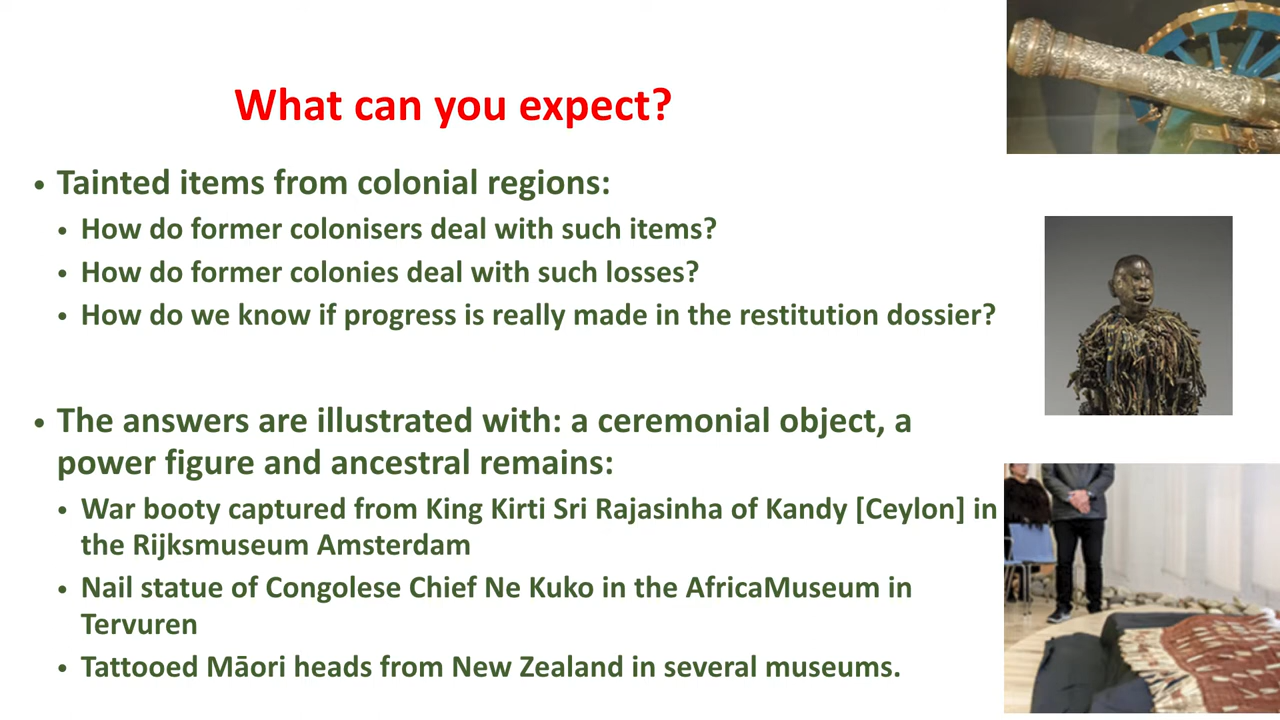 What can you expect?
• Tainted items from colonial regions:
• How do former colonisers deal with such items?
• How do former colonies deal with such losses?
• How do we know if progress is really made in the restitution dossier?
• The answers are illustrated with: a ceremonial object, a
power figure and ancestral remains:
• War booty captured from King Kirti Sri Rajasinha of Kandy [Ceylon] in
the Rijksmuseum Amsterdam
• Nail statue of Congolese Chief Ne Kuko in the AfricaMuseum in
Tervuren
• Tattooed Māori heads from New Zealand in several museums.